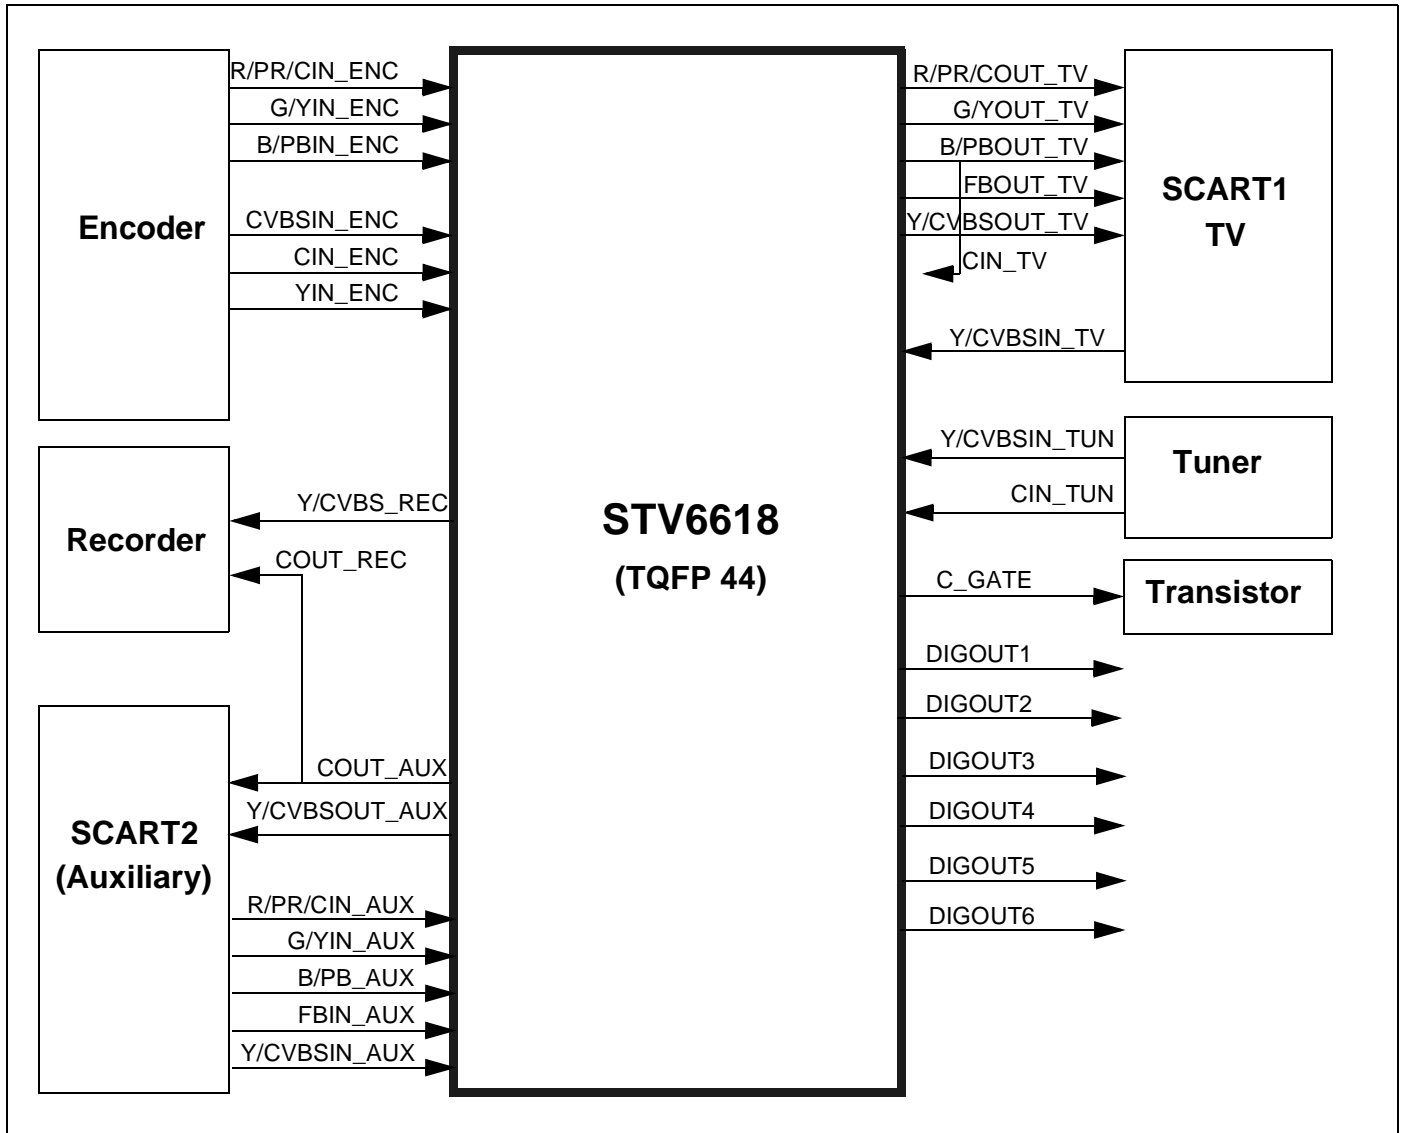 R/PR/CIN_ENC
G/YIN_ENC
B/PBIN_ENC
Encoder
CVBSIN_ENC
CIN_ENC
YIN_ENC
Y/CVBS_REC
Recorder
COUT_REC
COUT_AUX
Y/CVBSOUT_AUX
SCART2
(Auxiliary)
R/PR/CIN_AUX
G/YIN_AUX
B/PB_AUX
FBIN_AUX
Y/CVBSIN_AUX
STV6618
(TQFP 44)
R/PR/COUT_TV
G/YOUT_TV
B/PBOUT_TV
FBOUT_TV
Y/CVBSOUT_TV
CIN_TV
Y/CVBSIN_TV
SCART1
TV
Y/CVBSIN_TUN
CIN_TUN
Tuner
C_GATE
Transistor
DIGOUT1
DIGOUT2
DIGOUT3
DIGOUT4
DIGOUT5
DIGOUT6